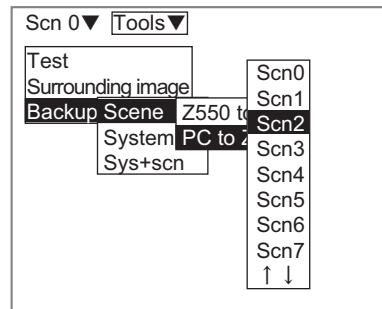 Scn 0▼ Tools▼
Test
Surrounding image
Backup
Scene
System
Sys+scn
Z550 to
PC to
Scn0
Scn1
Scn2
Scn3
Scn4
Scn5
Scn6
Scn7
↑ ↓